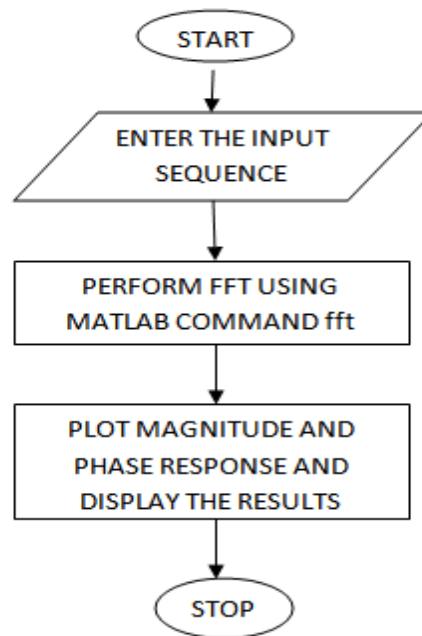 START
ENTER THE INPUT
SEQUENCE
PERFORM FFT USING
MATLAB COMMAND fft
PLOT MAGNITUDE AND
PHASE RESPONSE AND
DISPLAY THE RESULTS
STOP